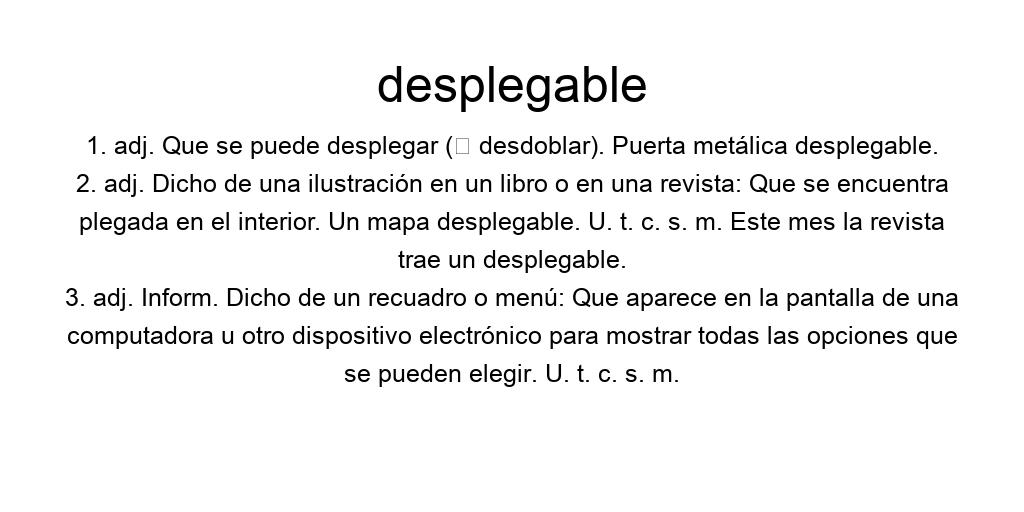 desplegable
1. adj. Que se puede desplegar (□ desdoblar). Puerta metálica desplegable.
2. adj. Dicho de una ilustración en un libro o en una revista: Que se encuentra
plegada en el interior. Un mapa desplegable. U. t. c. s. m. Este mes la revista
trae un desplegable.
3. adj. Inform. Dicho de un recuadro o menú: Que aparece en la pantalla de una
computadora u otro dispositivo electrónico para mostrar todas las opciones que
se pueden elegir. U. t. c. s. m.